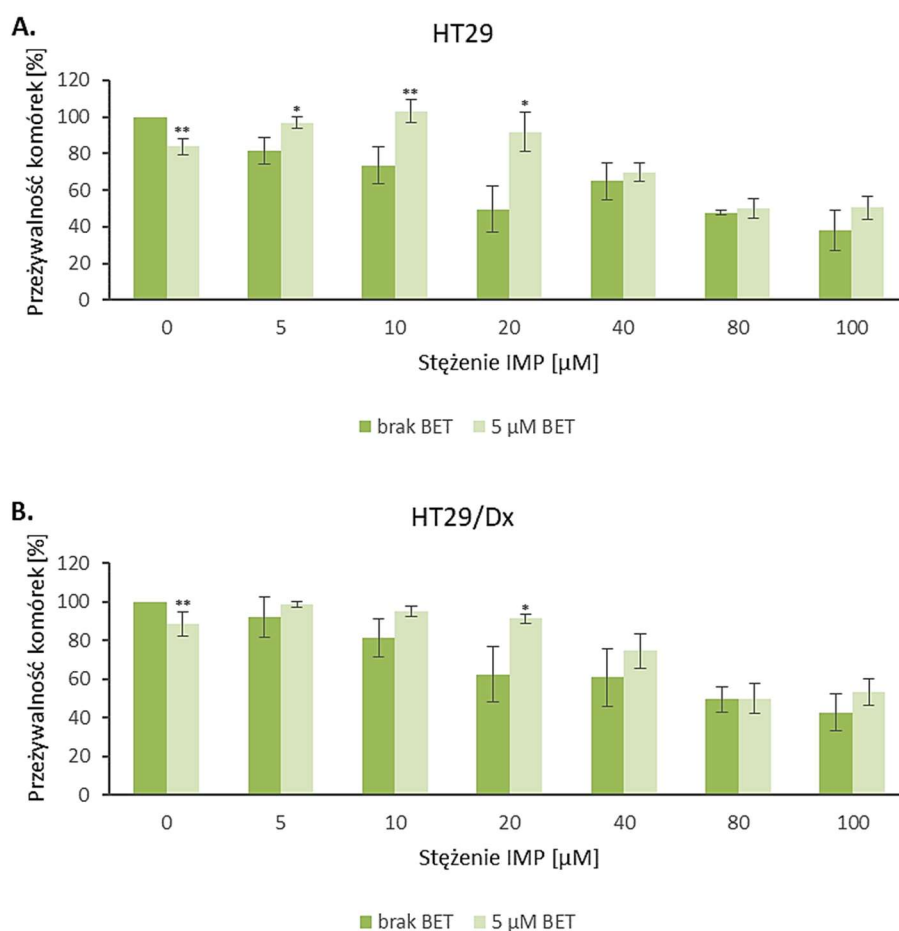 A.
HT29
Przeżywalność komórek [%]
120
100
80
60
40
20
0
** * ** *
0 5 10 20 40 80 100
Stężenie IMP [µM]
brak BET 5 µM BET
B.
HT29/Dx
Przeżywalność komórek [%]
120
100
80
60
40
20
0
** *
0 5 10 20 40 80 100
Stężenie IMP [µM]
brak BET 5 µM BET